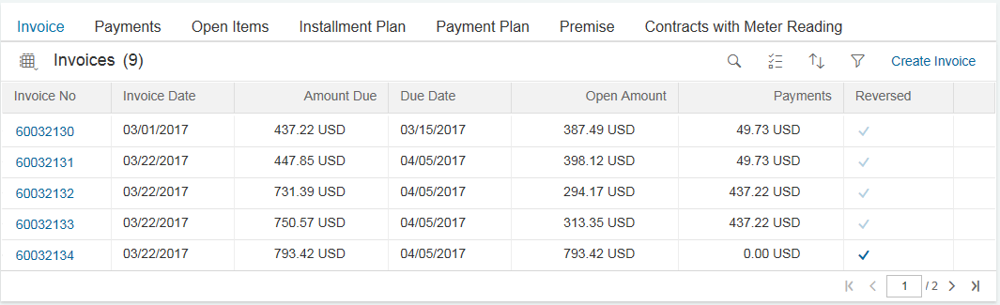 Invoice Payments Open Items Installment Plan Payment Plan Premise Contracts with Meter Reading
Invoices (9) Create Invoice
Invoice No Invoice Date Amount Due Due Date Open Amount Payments Reversed
60032130 03/01/2017 437.22 USD 03/15/2017 387.49 USD 49.73 USD
60032131 03/22/2017 447.85 USD 04/05/2017 398.12 USD 49.73 USD
60032132 03/22/2017 731.39 USD 04/05/2017 294.17 USD 437.22 USD
60032133 03/22/2017 750.57 USD 04/05/2017 313.35 USD 437.22 USD
60032134 03/22/2017 793.42 USD 04/05/2017 793.42 USD 0.00 USD
1 / 2